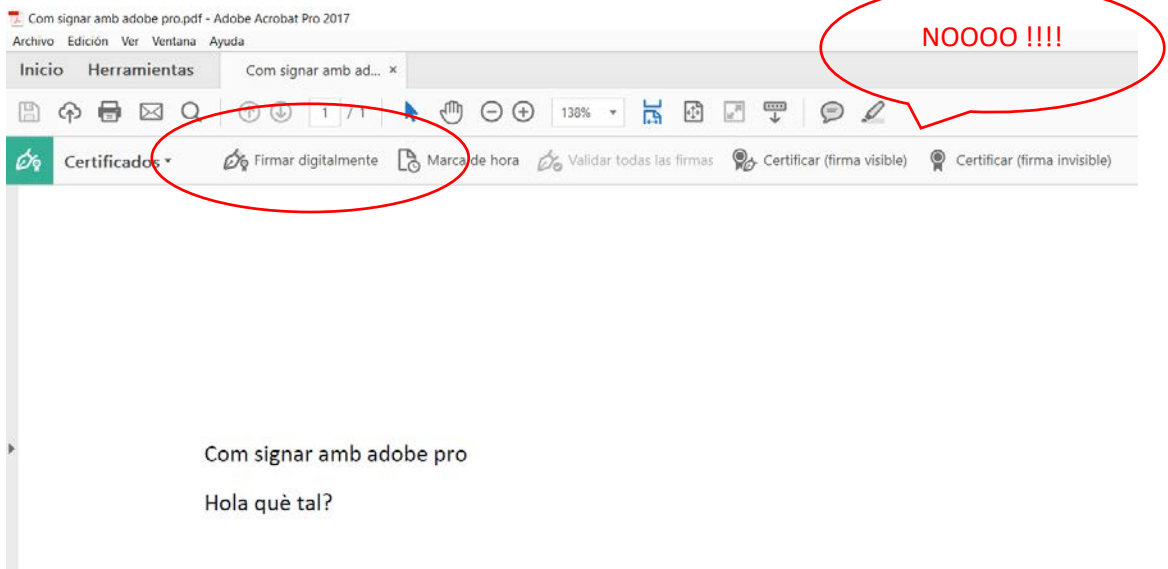 Com signar amb adobe pro.pdf - Adobe Acrobat Pro 2017
NOOOO !!!!
Archivo Edición Ver Ventana Ayuda
Inicio Herramientas Com signar amb ad... ×
1 / 1 138%
Certificados Firmar digitalmente Marca de hora Validar todas las firmas Certificar (firma visible) Certificar (firma invisible)
Com signar amb adobe pro
Hola què tal?